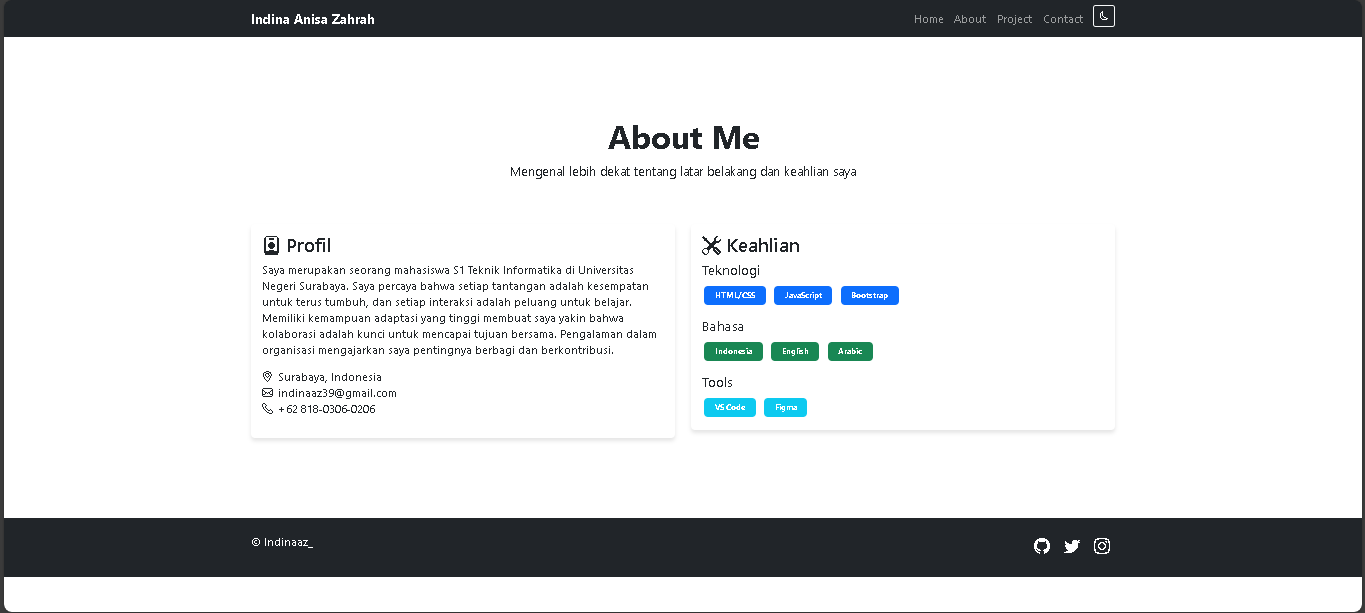 Indina Anisa Zahrah
Home About Project Contact
About Me
Mengenal lebih dekat tentang latar belakang dan keahlian saya
Profil
Saya merupakan seorang mahasiswa S1 Teknik Informatika di Universitas
Negeri Surabaya. Saya percaya bahwa setiap tantangan adalah kesempatan
untuk terus tumbuh, dan setiap interaksi adalah peluang untuk belajar.
Memiliki kemampuan adaptasi yang tinggi membuat saya yakin bahwa
kolaborasi adalah kunci untuk mencapai tujuan bersama. Pengalaman dalam
organisasi mengajarkan saya pentingnya berbagi dan berkontribusi.
Surabaya, Indonesia
indinaaz39@gmail.com
+62 818-0306-0206
Keahlian
Teknologi
HTML/CSS JavaScript Bootstrap
Bahasa
Indonesia English Arabic
Tools
VS Code Figma
© Indinaaz_